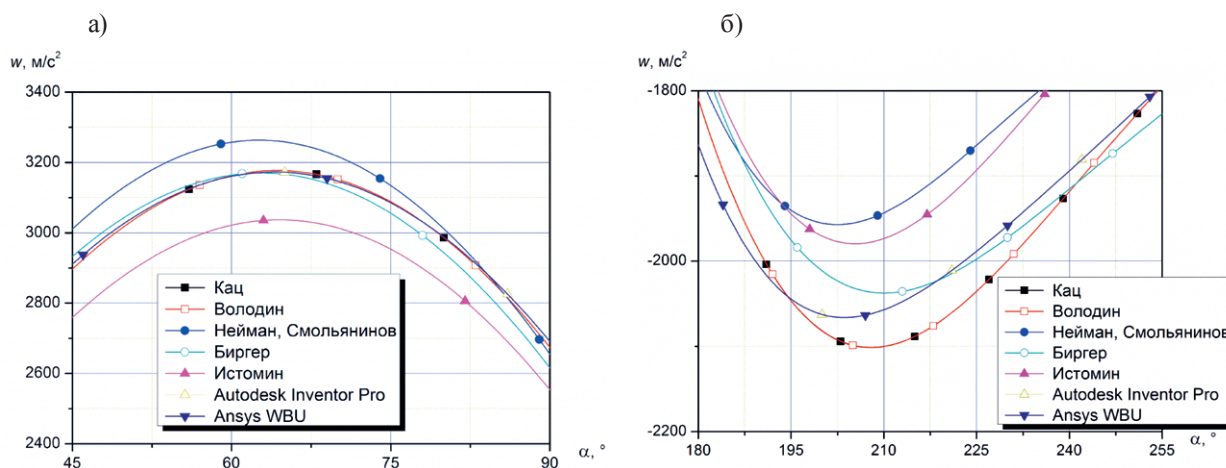 а)
w, м/с²
3400
3200
3000
2800
2600
2400
45
60
75
90
α, °
Кац
Володин
Нейман, Смольянинов
Биргер
Истомин
Autodesk Inventor Pro
Ansys WBU
б)
w, м/с²
-1800
-2000
-2200
180
195
210
225
240
255
α, °
Кац
Володин
Нейман, Смольянинов
Биргер
Истомин
Autodesk Inventor Pro
Ansys WBU